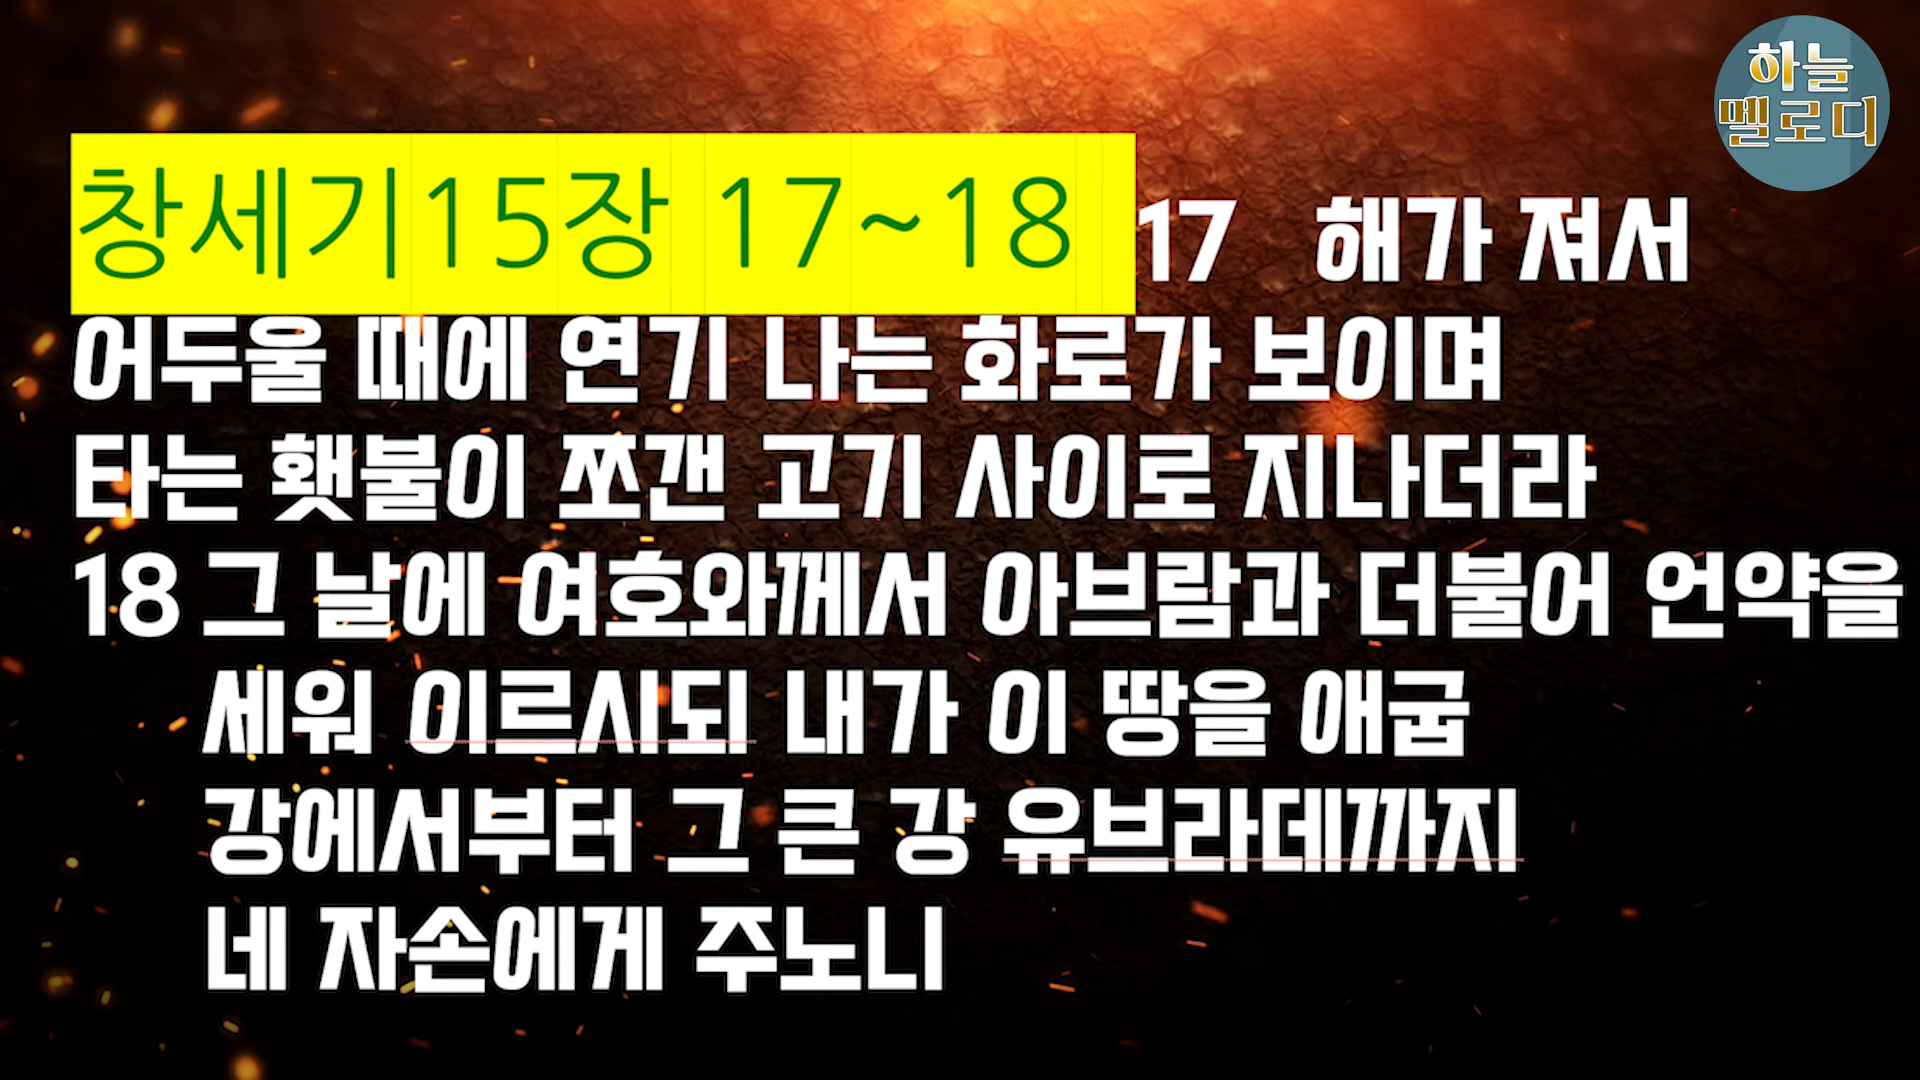 하늘
멜로디
창세기15장 17~18 17 해가 져서
어두울 때에 연기 나는 화로가 보이며
타는 횃불이 쪼갠 고기 사이로 지나더라
18 그 날에 여호와께서 아브람과 더불어 언약을
세워 이르시되 내가 이 땅을 애굽
강에서부터 그 큰 강 유브라데까지
네 자손에게 주노니